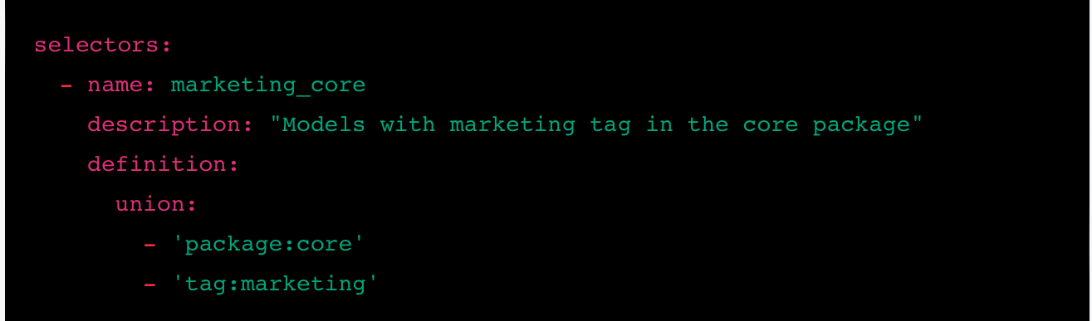 selectors:
  - name: marketing_core
    description: "Models with marketing tag in the core package"
    definition:
      union:
        - 'package:core'
        - 'tag:marketing'